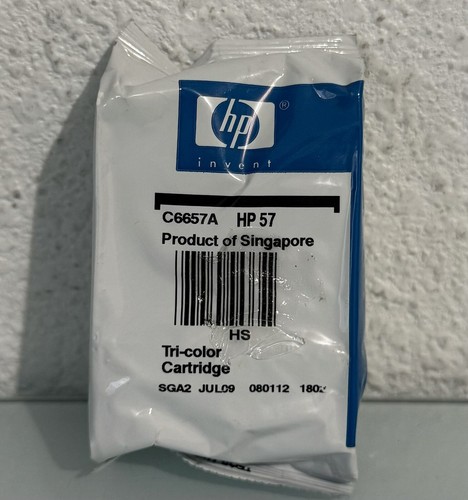 hp ®
invent
C6657A HP 57
Product of Singapore
HS
Tri-color
Cartridge
SGA2 JUL09 080112